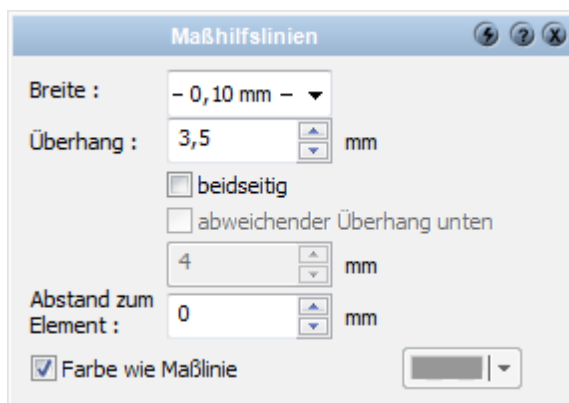 Maßhilfslinien
Breite : – 0,10 mm –
Überhang : 3,5 mm
beidseitig
abweichender Überhang unten
4 mm
Abstand zum
Element : 0 mm
Farbe wie Maßlinie